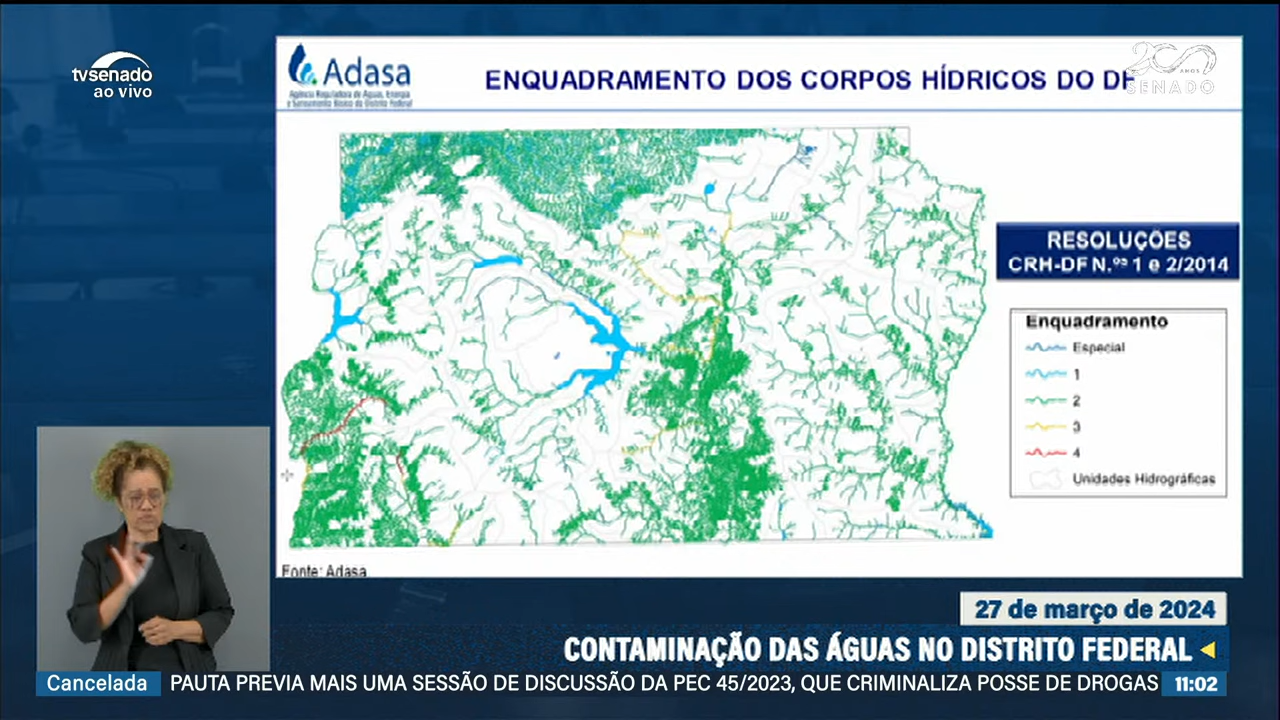 tvsenado
ao vivo
Adasa
Agência Reguladora de Águas, Energia
e Saneamento Básico do Distrito Federal
ENQUADRAMENTO DOS CORPOS HÍDRICOS DO DF
200 ANOS
SENADO
RESOLUÇÕES
CRH-DF N.ºs 1 e 2/2014
Enquadramento
Especial
1
2
3
4
Unidades Hidrográficas
Fonte: Adasa
27 de março de 2024
CONTAMINAÇÃO DAS ÁGUAS NO DISTRITO FEDERAL
Cancelada PAUTA PREVIA MAIS UMA SESSÃO DE DISCUSSÃO DA PEC 45/2023, QUE CRIMINALIZA POSSE DE DROGAS 11:02